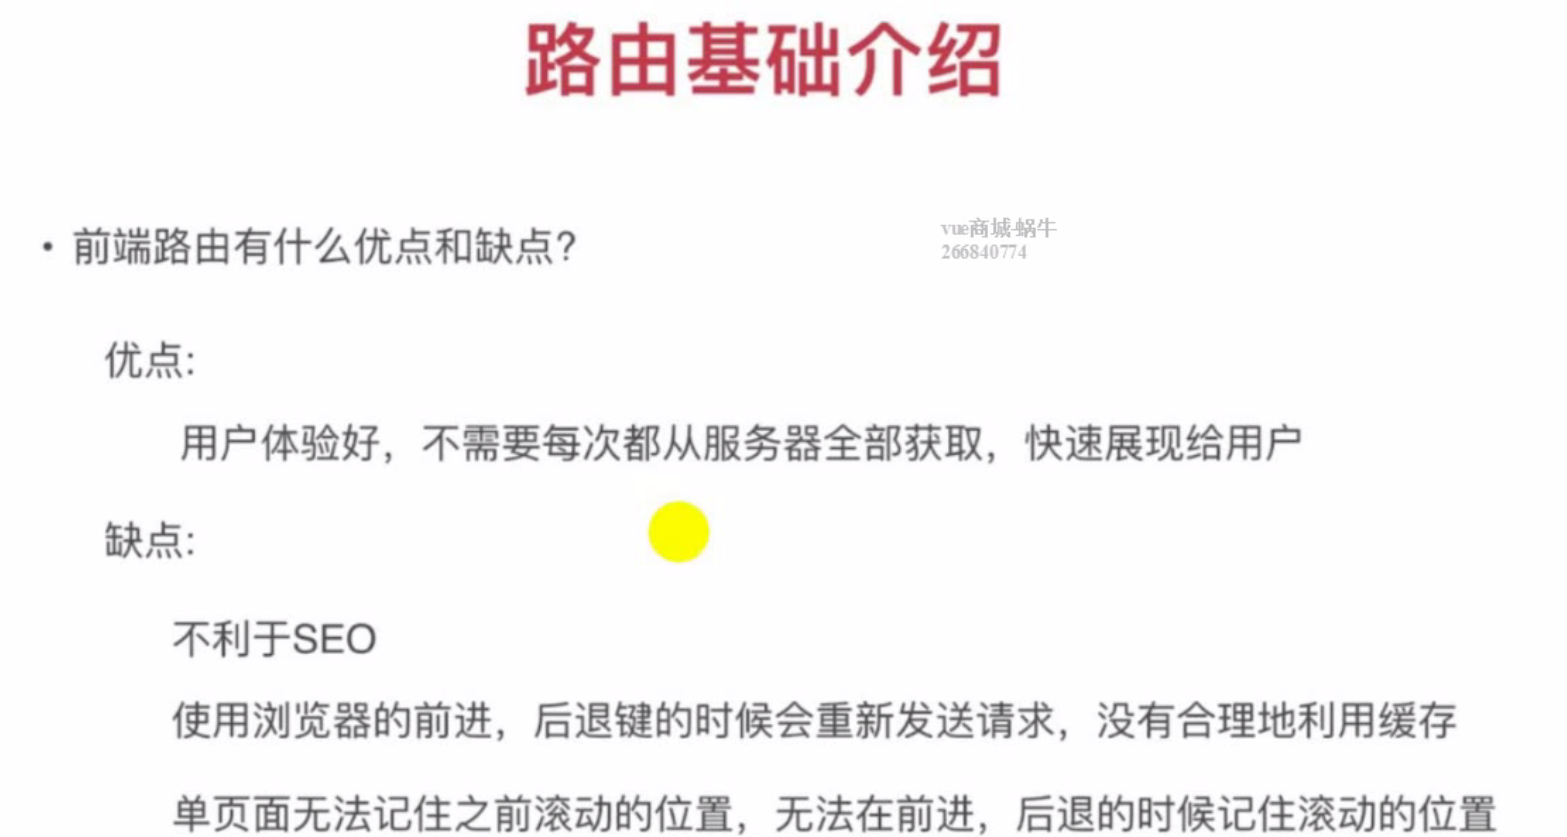 路由基础介绍
• 前端路由有什么优点和缺点?
vue商城-蜗牛
266840774
优点:
用户体验好，不需要每次都从服务器全部获取，快速展现给用户
缺点:
不利于SEO
使用浏览器的前进，后退键的时候会重新发送请求，没有合理地利用缓存
单页面无法记住之前滚动的位置，无法在前进，后退的时候记住滚动的位置